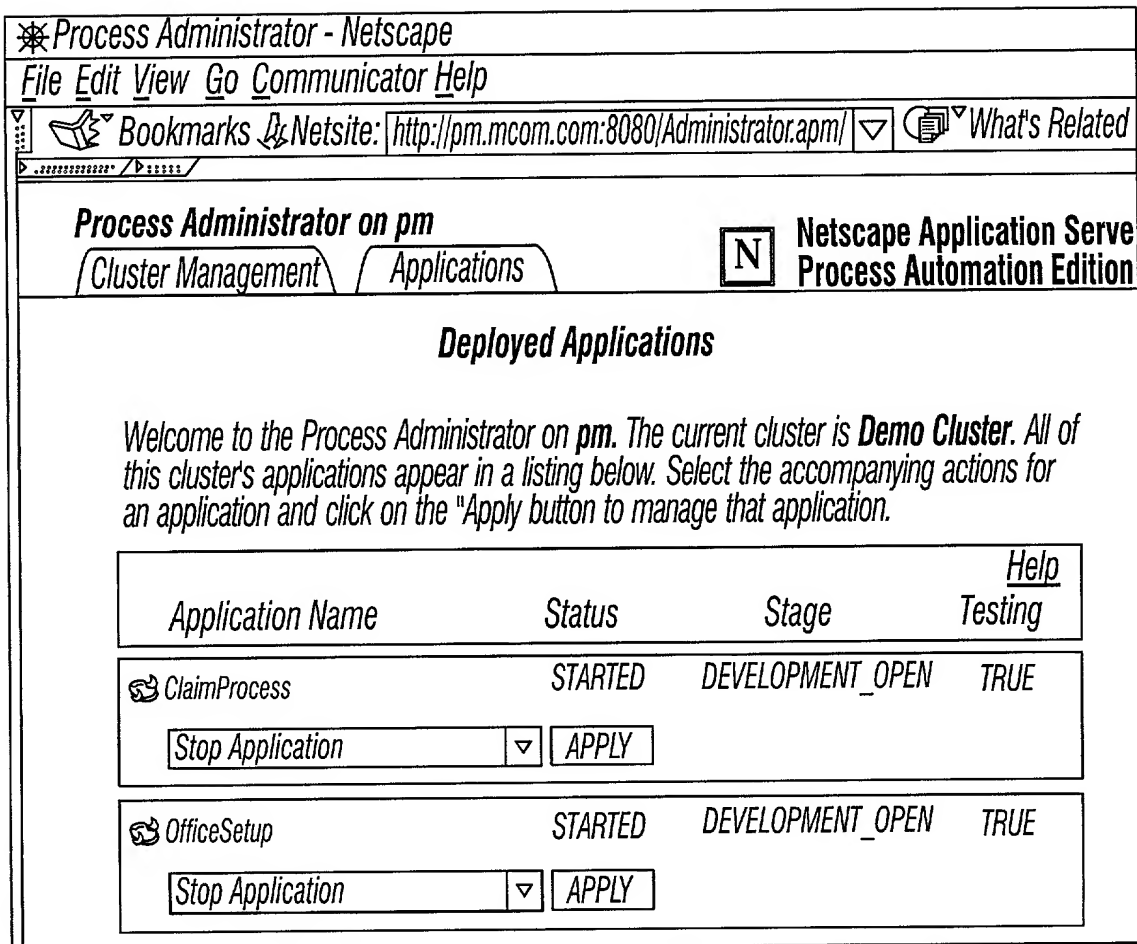 Process Administrator - Netscape
File Edit View Go Communicator Help
Bookmarks Netsite: http://pm.mcom.com:8080/Administrator.apm/ What's Related
Process Administrator on pm
Cluster Management Applications
N
Netscape Application Serve
Process Automation Edition
Deployed Applications
Welcome to the Process Administrator on pm. The current cluster is Demo Cluster. All of
this cluster's applications appear in a listing below. Select the accompanying actions for
an application and click on the "Apply button to manage that application.
Help
Application Name Status Stage Testing
ClaimProcess STARTED DEVELOPMENT_OPEN TRUE
Stop Application APPLY
OfficeSetup STARTED DEVELOPMENT_OPEN TRUE
Stop Application APPLY